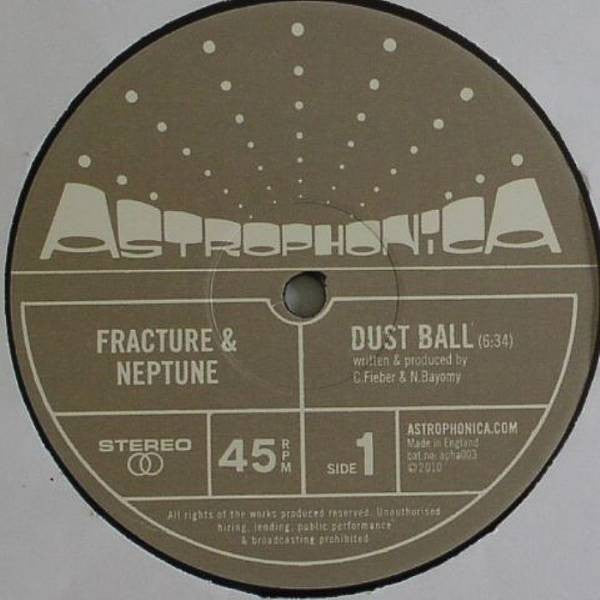 ASTROPHONiCA
FRACTURE &
NEPTUNE
DUST BALL (6:34)
written & produced by
C.Fieber & N.Bayomy
STEREO
45 RPM
SIDE 1
ASTROPHONICA.COM
Made in England
cat.no: apha003
©2010
All rights of the works produced reserved. Unauthorised
hiring, lending, public performance
& broadcasting prohibited